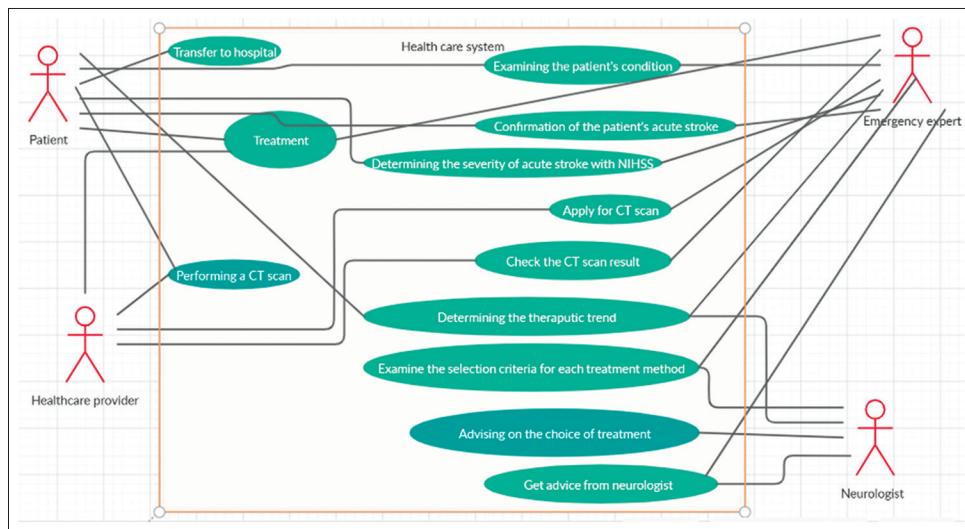 Transfer to hospital
Health care system
Examining the patient's condition
Patient
Emergency expert
Confirmation of the patient's acute stroke
Treatment
Determining the severity of acute stroke with NIHSS
Apply for CT scan
Check the CT scan result
Performing a CT scan
Determining the theraputic trend
Examine the selection criteria for each treatment method
Healthcare provider
Advising on the choice of treatment
Get advice from neurologist
Neurologist